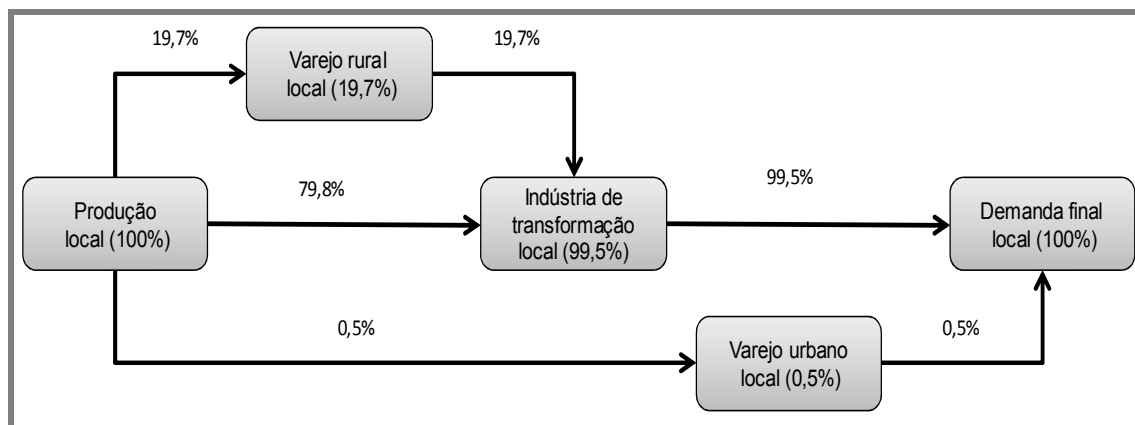 19,7%
19,7%
Varejo rural
local (19,7%)
79,8%
99,5%
Produção
local (100%)
Indústria de
transformação
local (99,5%)
Demanda final
local (100%)
0,5%
0,5%
Varejo urbano
local (0,5%)